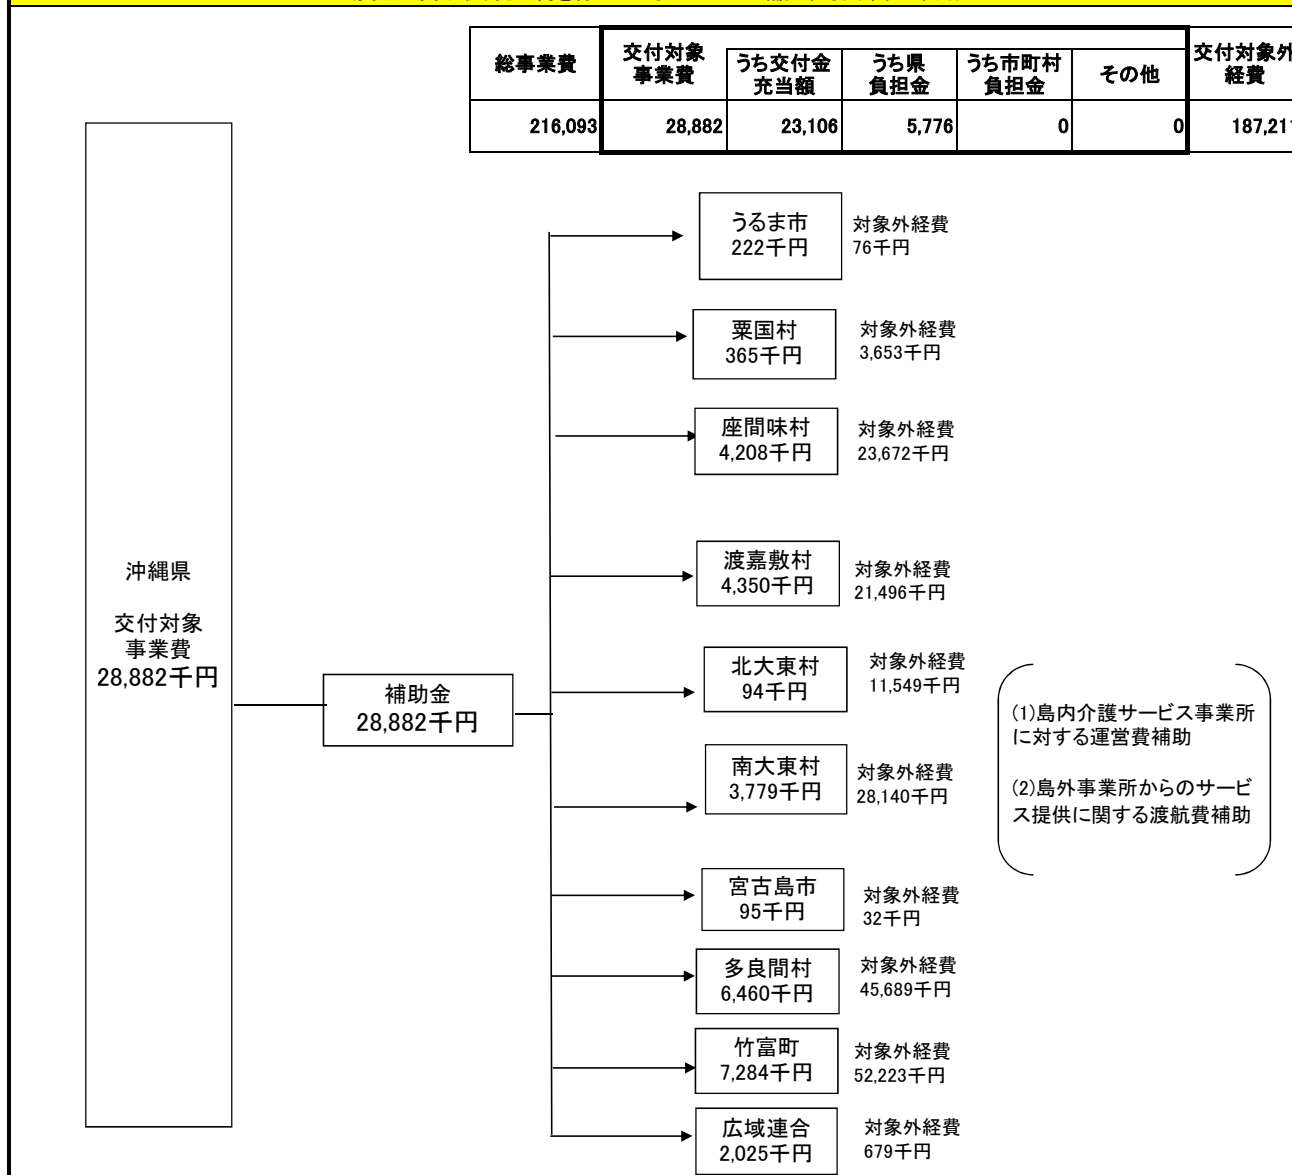 総事業費
交付対象
事業費
うち交付金
充当額
うち県
負担金
うち市町村
負担金
その他
交付対象外
経費
216,093
28,882
23,106
5,776
0
0
187,211
沖縄県
交付対象
事業費
28,882千円
補助金
28,882千円
うるま市
222千円
対象外経費
76千円
粟国村
365千円
対象外経費
3,653千円
座間味村
4,208千円
対象外経費
23,672千円
渡嘉敷村
4,350千円
対象外経費
21,496千円
北大東村
94千円
対象外経費
11,549千円
南大東村
3,779千円
対象外経費
28,140千円
宮古島市
95千円
対象外経費
32千円
多良間村
6,460千円
対象外経費
45,689千円
竹富町
7,284千円
対象外経費
52,223千円
広域連合
2,025千円
対象外経費
679千円
(1)島内介護サービス事業所
に対する運営費補助
(2)島外事業所からのサービ
ス提供に関する渡航費補助